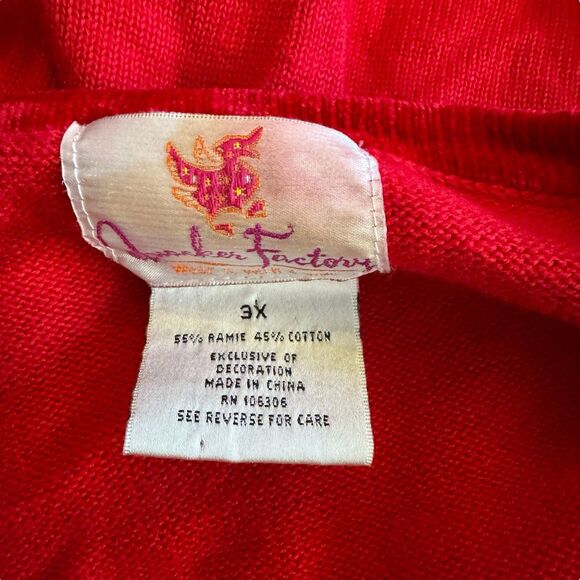 Quacker Factory
3X
55% RAMIE 45% COTTON
EXCLUSIVE OF
DECORATION
MADE IN CHINA
RN 106306
SEE REVERSE FOR CARE